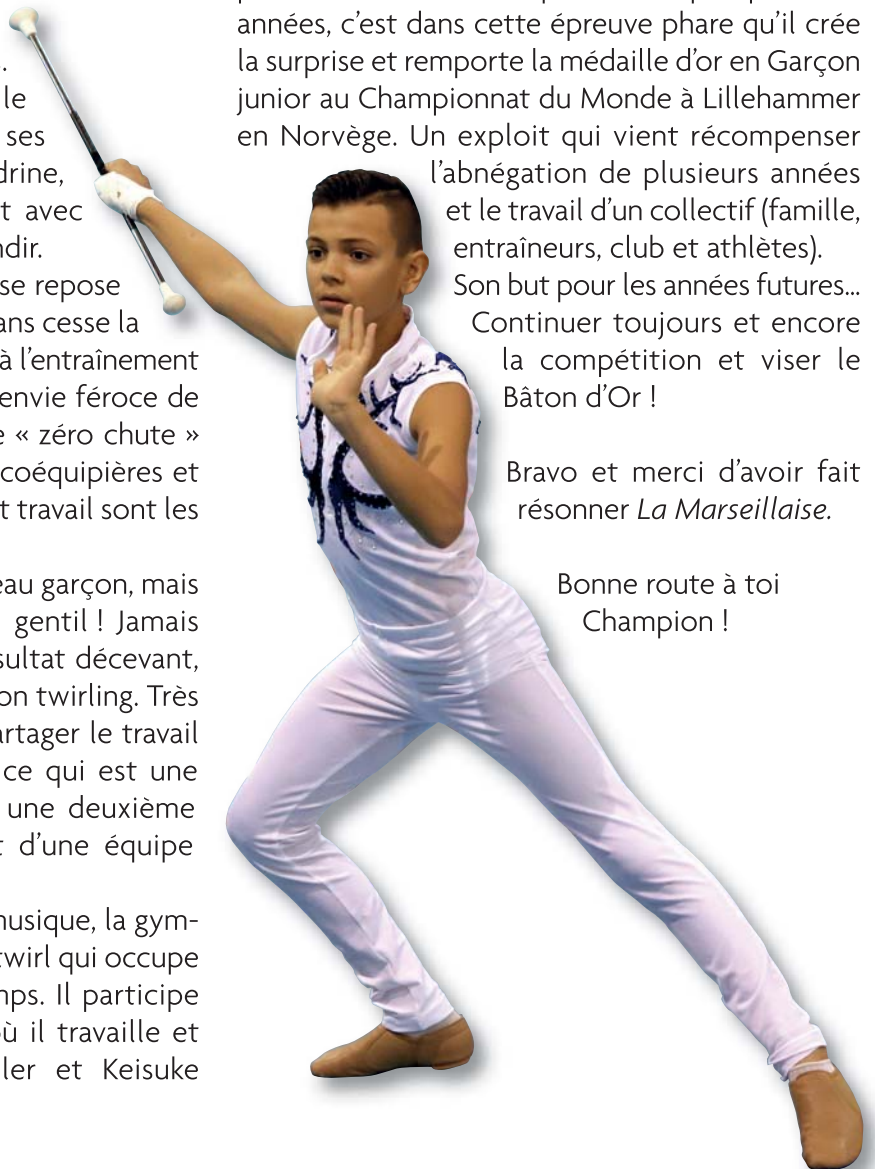 le
ses
drine,
t avec
ndir.
se repose
ans cesse la
à l’entraînement
envie féroce de
e « zéro chute »
coéquipières et
t travail sont les
eau garçon, mais
gentil ! Jamais
sultat décevant,
on twirling. Très
artager le travail
ce qui est une
une deuxième
t d’une équipe
musique, la gym-
twirl qui occupe
mps. Il participe
où il travaille et
ler et Keisuke
années, c’est dans cette épreuve phare qu’il crée
la surprise et remporte la médaille d’or en Garçon
junior au Championnat du Monde à Lillehammer
en Norvège. Un exploit qui vient récompenser
l’abnégation de plusieurs années
et le travail d’un collectif (famille,
entraîneurs, club et athlètes).
Son but pour les années futures...
Continuer toujours et encore
la compétition et viser le
Bâton d’Or !
Bravo et merci d’avoir fait
résonner La Marseillaise.
Bonne route à toi
Champion !